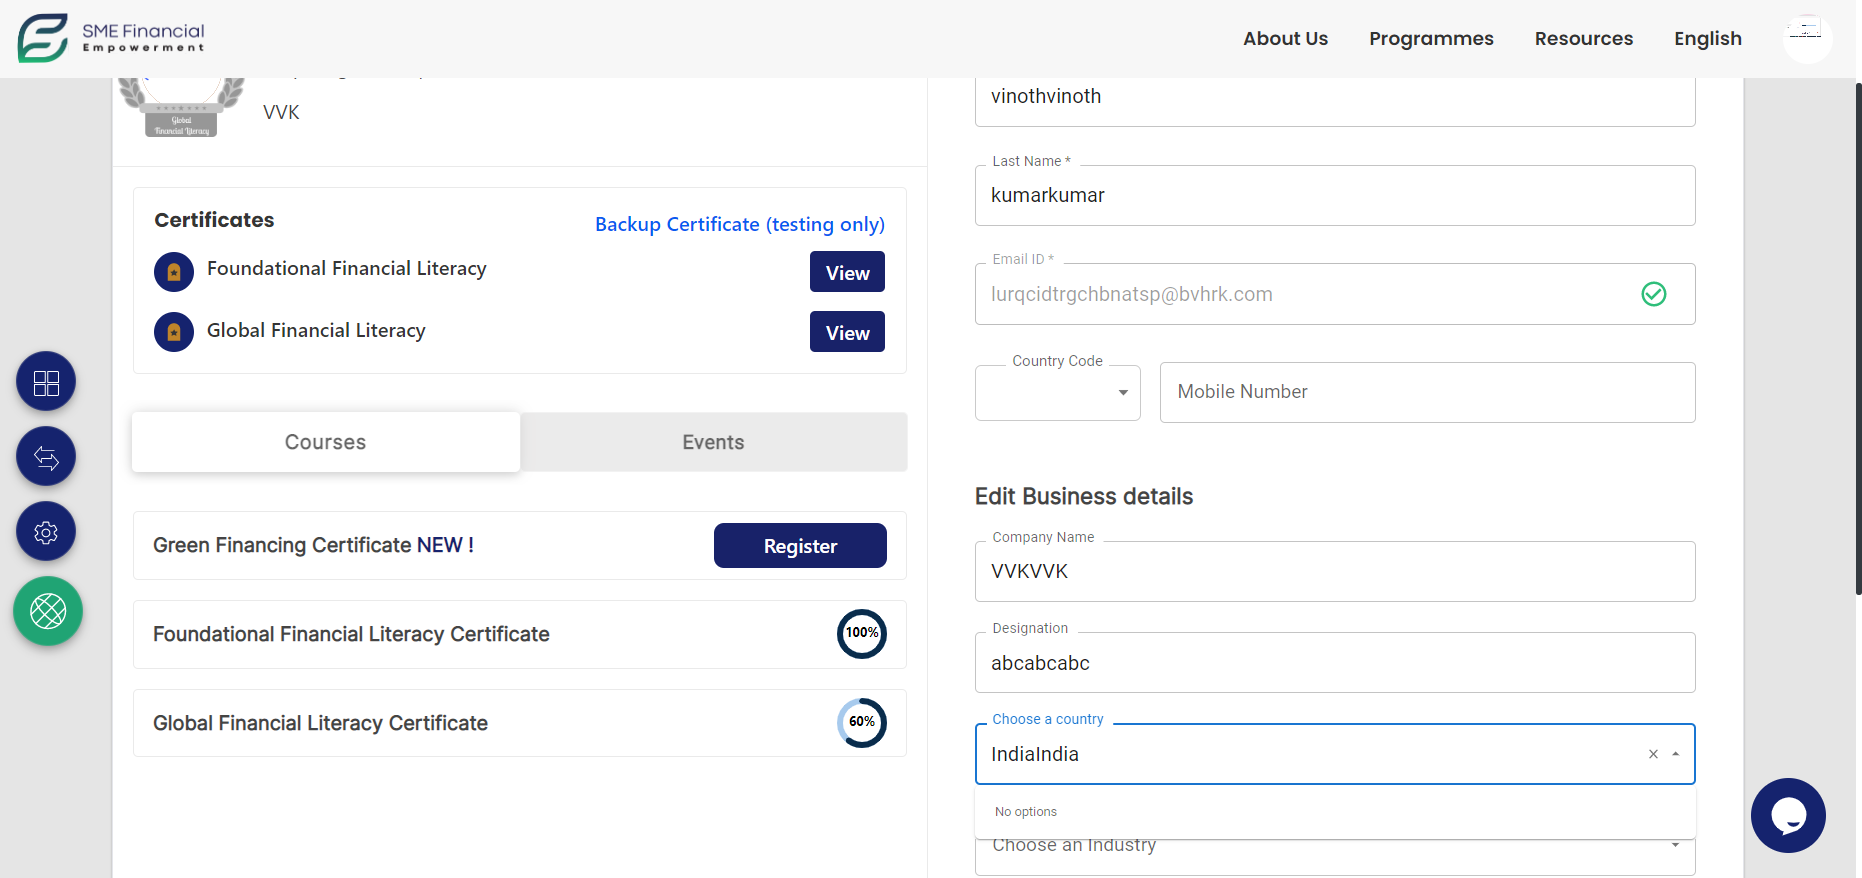 SME Financial
Empowerment
About Us
Programmes
Resources
English
VVK
Global
Financial Literacy
Certificates
Backup Certificate (testing only)
Foundational Financial Literacy
View
Global Financial Literacy
View
Courses
Events
Green Financing Certificate NEW !
Register
Foundational Financial Literacy Certificate
100%
Global Financial Literacy Certificate
60%
vinothvinoth
Last Name *
kumarkumar
Email ID *
lurqcidtrgchbnatsp@bvhrk.com
Country Code
Mobile Number
Edit Business details
Company Name
VVKVVK
Designation
abcabcabc
Choose a country
IndiaIndia
No options
Choose an Industry